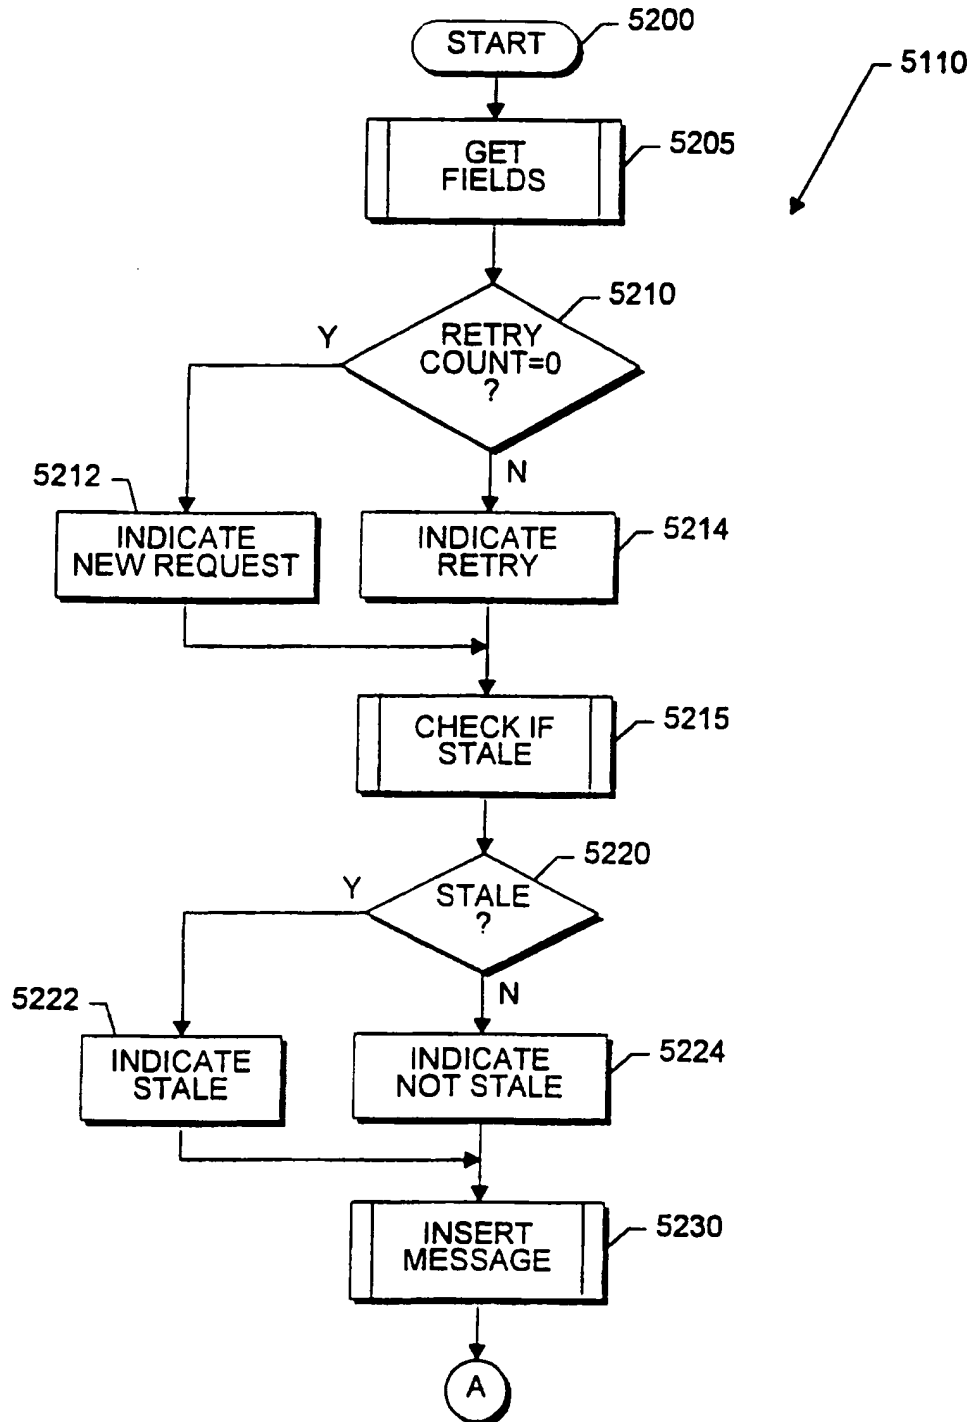 START
5200
5110
GET
FIELDS
5205
5210
Y
RETRY
COUNT=0
?
N
5212
INDICATE
NEW REQUEST
INDICATE
RETRY
5214
CHECK IF
STALE
5215
5220
Y
STALE
?
N
5222
INDICATE
STALE
INDICATE
NOT STALE
5224
INSERT
MESSAGE
5230
A